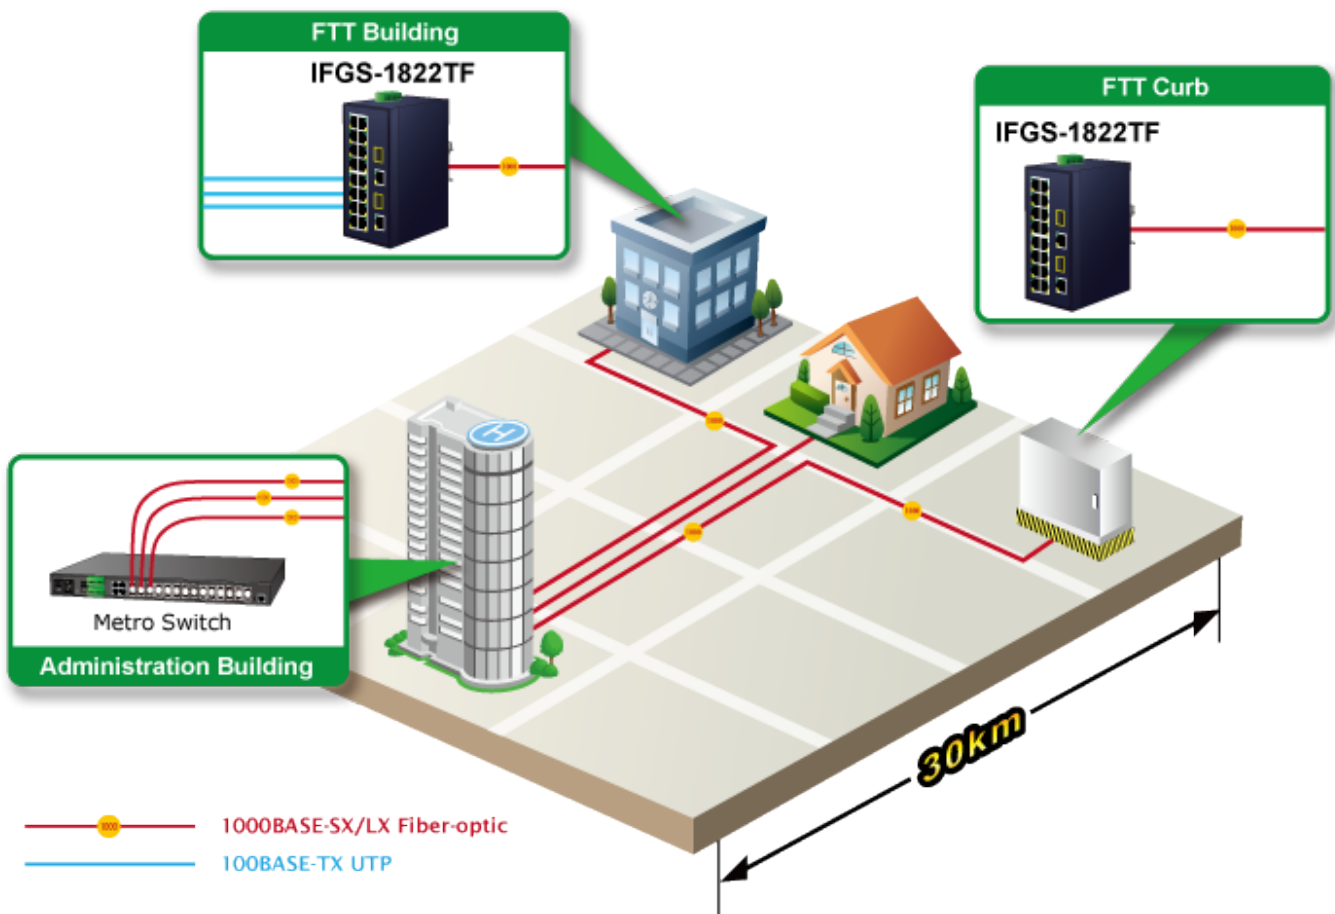 FTT Building
IFGS-1822TF
FTT Curb
IFGS-1822TF
Metro Switch
Administration Building
30km
1000 1000BASE-SX/LX Fiber-optic
100BASE-TX UTP